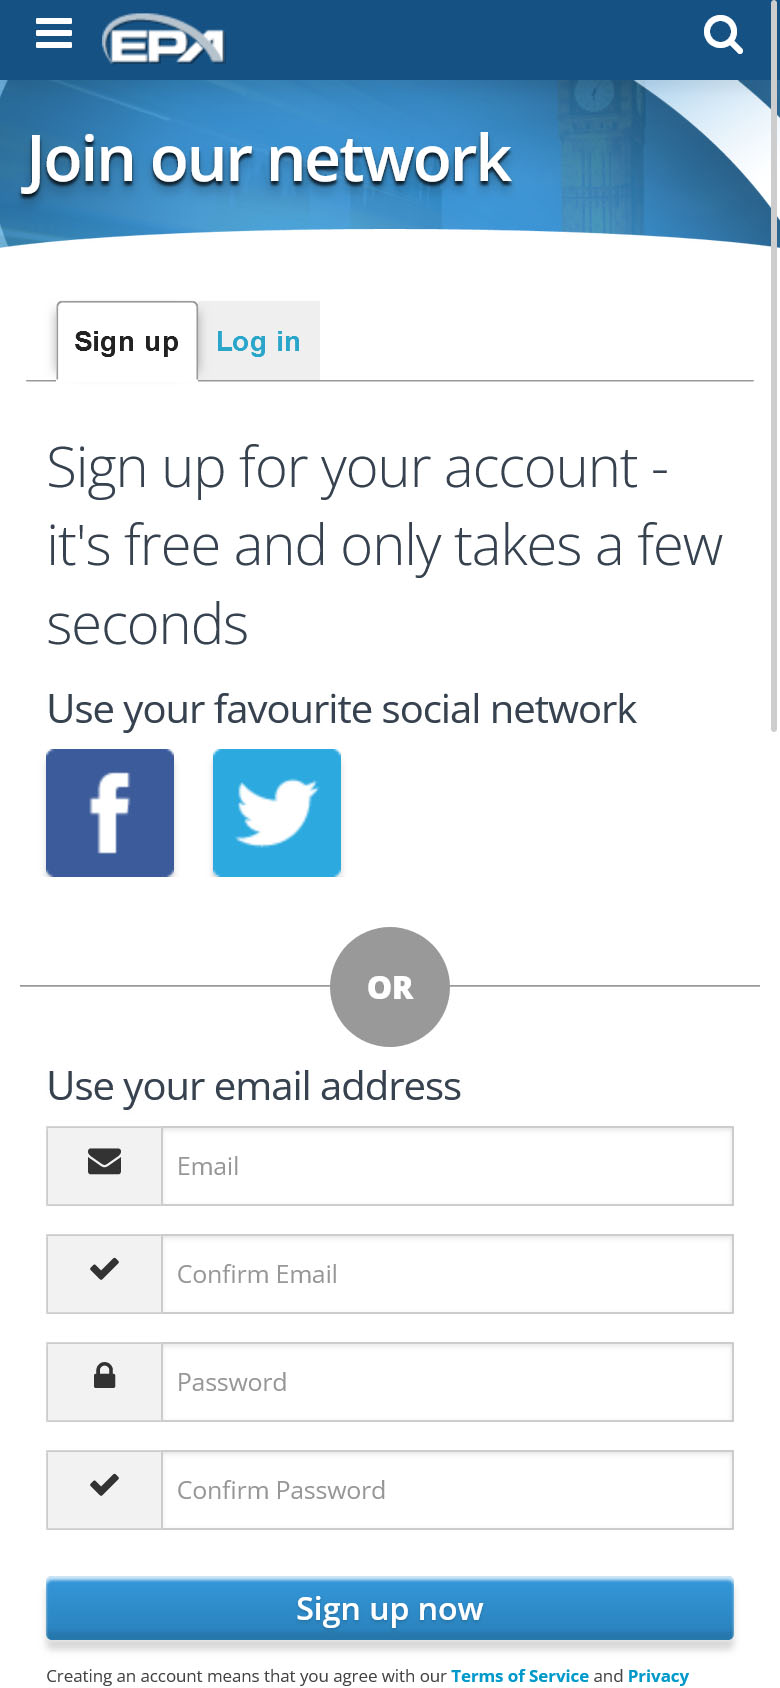 EPA
Join our network
Sign up
Log in
Sign up for your account -
it's free and only takes a few
seconds
Use your favourite social network
OR
Use your email address
Email
Confirm Email
Password
Confirm Password
Sign up now
Creating an account means that you agree with our Terms of Service and Privacy